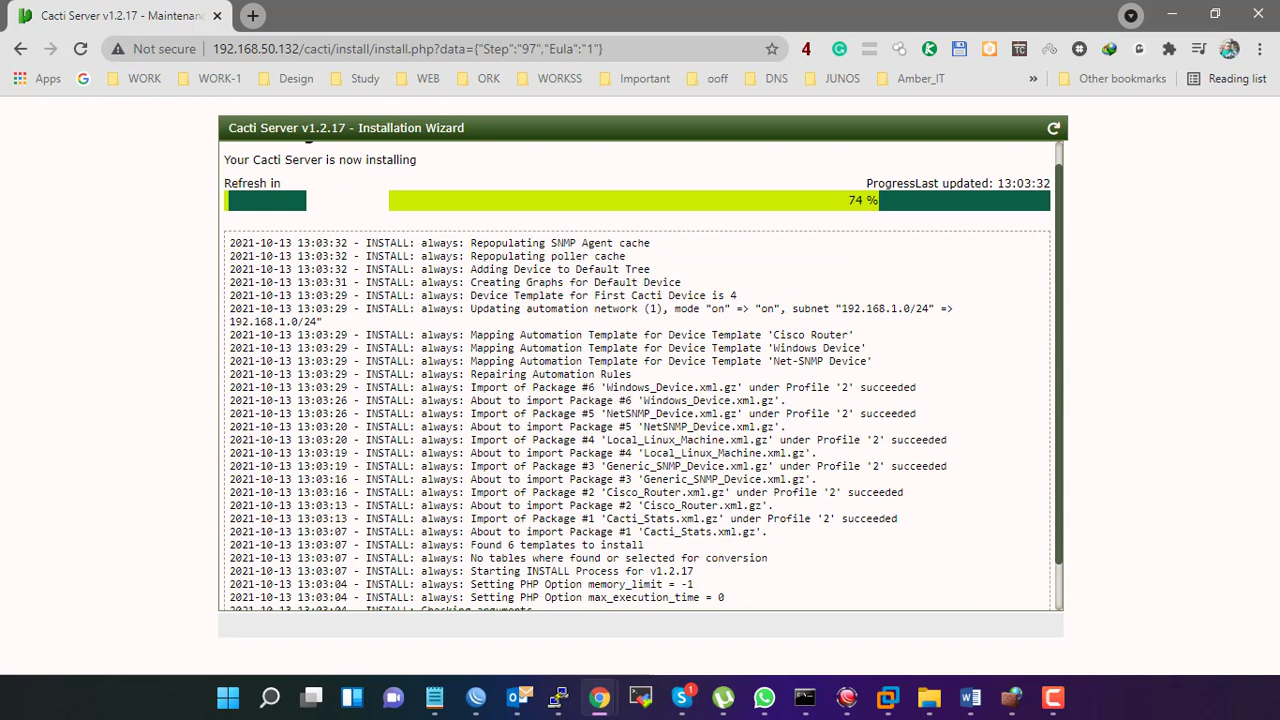 Cacti Server v1.2.17 - Maintenanc
Not secure
192.168.50.132/cacti/install/install.php?data={"Step":"97","Eula":"1"}
4
TC
Apps
WORK
WORK-1
Design
Study
WEB
ORK
WORKSS
Important
oort
DNS
JUNOS
Amber_IT
»
Other bookmarks
Reading list
Cacti Server v1.2.17 - Installation Wizard
Your Cacti Server is now installing
Refresh in
ProgressLast updated: 13:03:32
74 %
2021-10-13 13:03:32 - INSTALL: always: Repopulating SNMP Agent cache
2021-10-13 13:03:32 - INSTALL: always: Repopulating poller cache
2021-10-13 13:03:32 - INSTALL: always: Adding Device to Default Tree
2021-10-13 13:03:31 - INSTALL: always: Creating Graphs for Default Device
2021-10-13 13:03:29 - INSTALL: always: Device Template for First Cacti Device is 4
2021-10-13 13:03:29 - INSTALL: always: Updating automation network (1), mode "on" => "on", subnet "192.168.1.0/24" =>
192.168.1.0/24"
2021-10-13 13:03:29 - INSTALL: always: Mapping Automation Template for Device Template 'Cisco Router'
2021-10-13 13:03:29 - INSTALL: always: Mapping Automation Template for Device Template 'Windows Device'
2021-10-13 13:03:29 - INSTALL: always: Mapping Automation Template for Device Template 'Net-SNMP Device'
2021-10-13 13:03:29 - INSTALL: always: Repairing Automation Rules
2021-10-13 13:03:29 - INSTALL: always: Import of Package #6 'Windows_Device.xml.gz' under Profile '2' succeeded
2021-10-13 13:03:26 - INSTALL: always: About to import Package #6 'Windows_Device.xml.gz'.
2021-10-13 13:03:26 - INSTALL: always: Import of Package #5 'NetSNMP_Device.xml.gz' under Profile '2' succeeded
2021-10-13 13:03:20 - INSTALL: always: About to import Package #5 'NetSNMP_Device.xml.gz'.
2021-10-13 13:03:20 - INSTALL: always: Import of Package #4 'Local_Linux_Machine.xml.gz' under Profile '2' succeeded
2021-10-13 13:03:19 - INSTALL: always: About to import Package #4 'Local_Linux_Machine.xml.gz'.
2021-10-13 13:03:19 - INSTALL: always: Import of Package #3 'Generic_SNMP_Device.xml.gz' under Profile '2' succeeded
2021-10-13 13:03:16 - INSTALL: always: About to import Package #3 'Generic_SNMP_Device.xml.gz'.
2021-10-13 13:03:16 - INSTALL: always: Import of Package #2 'Cisco_Router.xml.gz' under Profile '2' succeeded
2021-10-13 13:03:13 - INSTALL: always: About to import Package #2 'Cisco_Router.xml.gz'.
2021-10-13 13:03:13 - INSTALL: always: Import of Package #1 'Cacti_Stats.xml.gz' under Profile '2' succeeded
2021-10-13 13:03:07 - INSTALL: always: About to import Package #1 'Cacti_Stats.xml.gz'.
2021-10-13 13:03:07 - INSTALL: always: Found 6 templates to install
2021-10-13 13:03:07 - INSTALL: always: No tables where found or selected for conversion
2021-10-13 13:03:07 - INSTALL: always: Starting INSTALL Process for v1.2.17
2021-10-13 13:03:04 - INSTALL: always: Setting PHP Option memory_limit = -1
2021-10-13 13:03:04 - INSTALL: always: Setting PHP Option max_execution_time = 0
2021-10-13 13:03:04 - INSTALL: Checking arguments
1